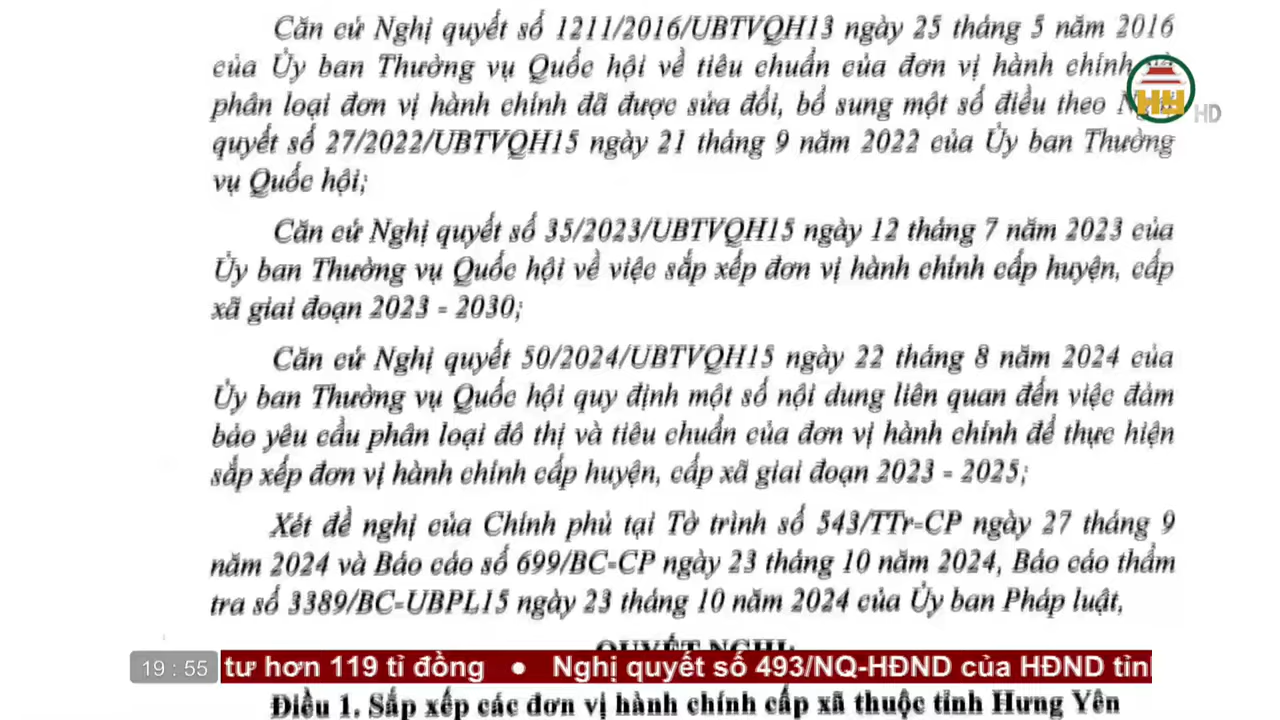 Căn cứ Nghị quyết số 1211/2016/UBTVQH13 ngày 25 tháng 5 năm 2016
của Ủy ban Thường vụ Quốc hội về tiêu chuẩn của đơn vị hành chính
phân loại đơn vị hành chính đã được sửa đổi, bổ sung một số điều theo
HY HD
quyết số 27/2022/UBTVQH15 ngày 21 tháng 9 năm 2022 của Ủy ban Thường
vụ Quốc hội;
Căn cứ Nghị quyết số 35/2023/UBTVQH15 ngày 12 tháng 7 năm 2023 của
Ủy ban Thường vụ Quốc hội về việc sắp xếp đơn vị hành chính cấp huyện, cấp
xã giai đoạn 2023 - 2030;
Căn cứ Nghị quyết 50/2024/UBTVQH15 ngày 22 tháng 8 năm 2024 của
Ủy ban Thường vụ Quốc hội quy định một số nội dung liên quan đến việc đảm
bảo yêu cầu phân loại đô thị và tiêu chuẩn của đơn vị hành chính để thực hiện
sắp xếp đơn vị hành chính cấp huyện, cấp xã giai đoạn 2023 - 2025;
Xét đề nghị của Chính phủ tại Tờ trình số 543/TTr-CP ngày 27 tháng 9
năm 2024 và Báo cáo số 699/BC-CP ngày 23 tháng 10 năm 2024, Báo cáo thẩm
tra số 3389/BC-UBPL15 ngày 23 tháng 10 năm 2024 của Ủy ban Pháp luật,
QUYẾT NGHỊ:
19 : 55 tư hơn 119 tỉ đồng ● Nghị quyết số 493/NQ-HĐND của HĐND tỉnh
Điều 1. Sắp xếp các đơn vị hành chính cấp xã thuộc tỉnh Hưng Yên